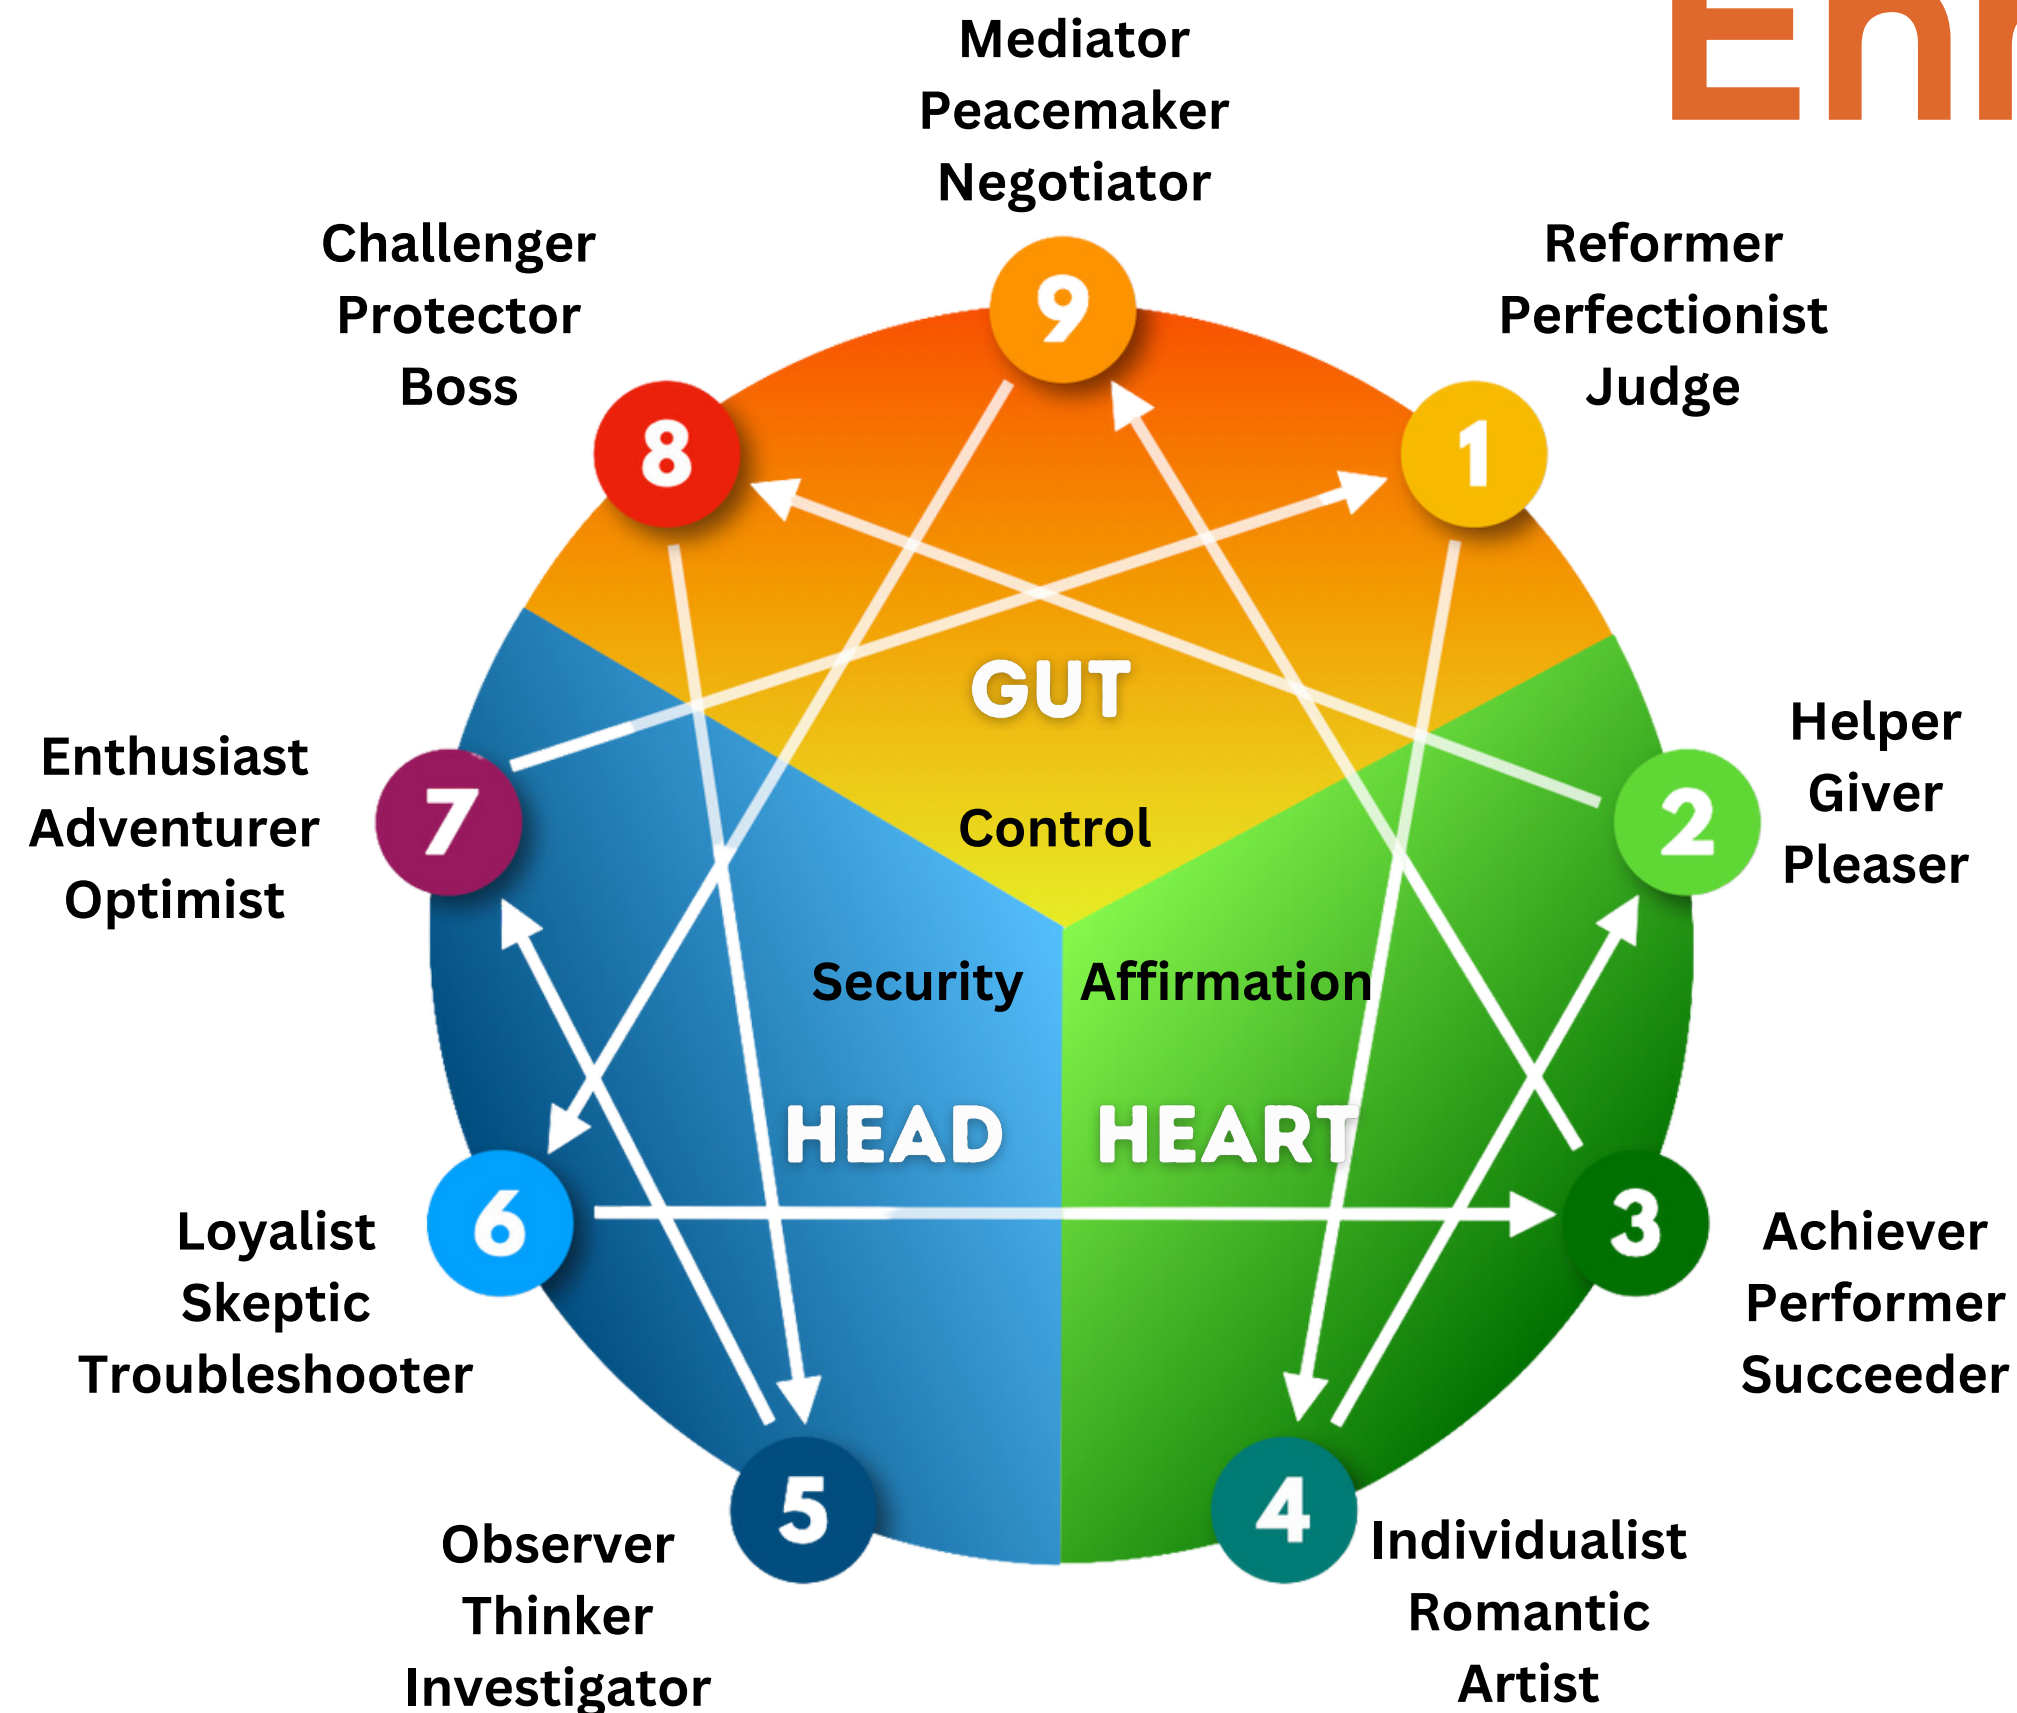 Enn
Mediator
Peacemaker
Negotiator
Challenger
Protector
Boss
Reformer
Perfectionist
Judge
9
8
1
GUT
Control
Enthusiast
Adventurer
Optimist
7
Helper
Giver
Pleaser
2
Security
Affirmation
HEAD
HEART
Loyalist
Skeptic
Troubleshooter
6
3
Achiever
Performer
Succeeder
5
4
Observer
Thinker
Investigator
Individualist
Romantic
Artist